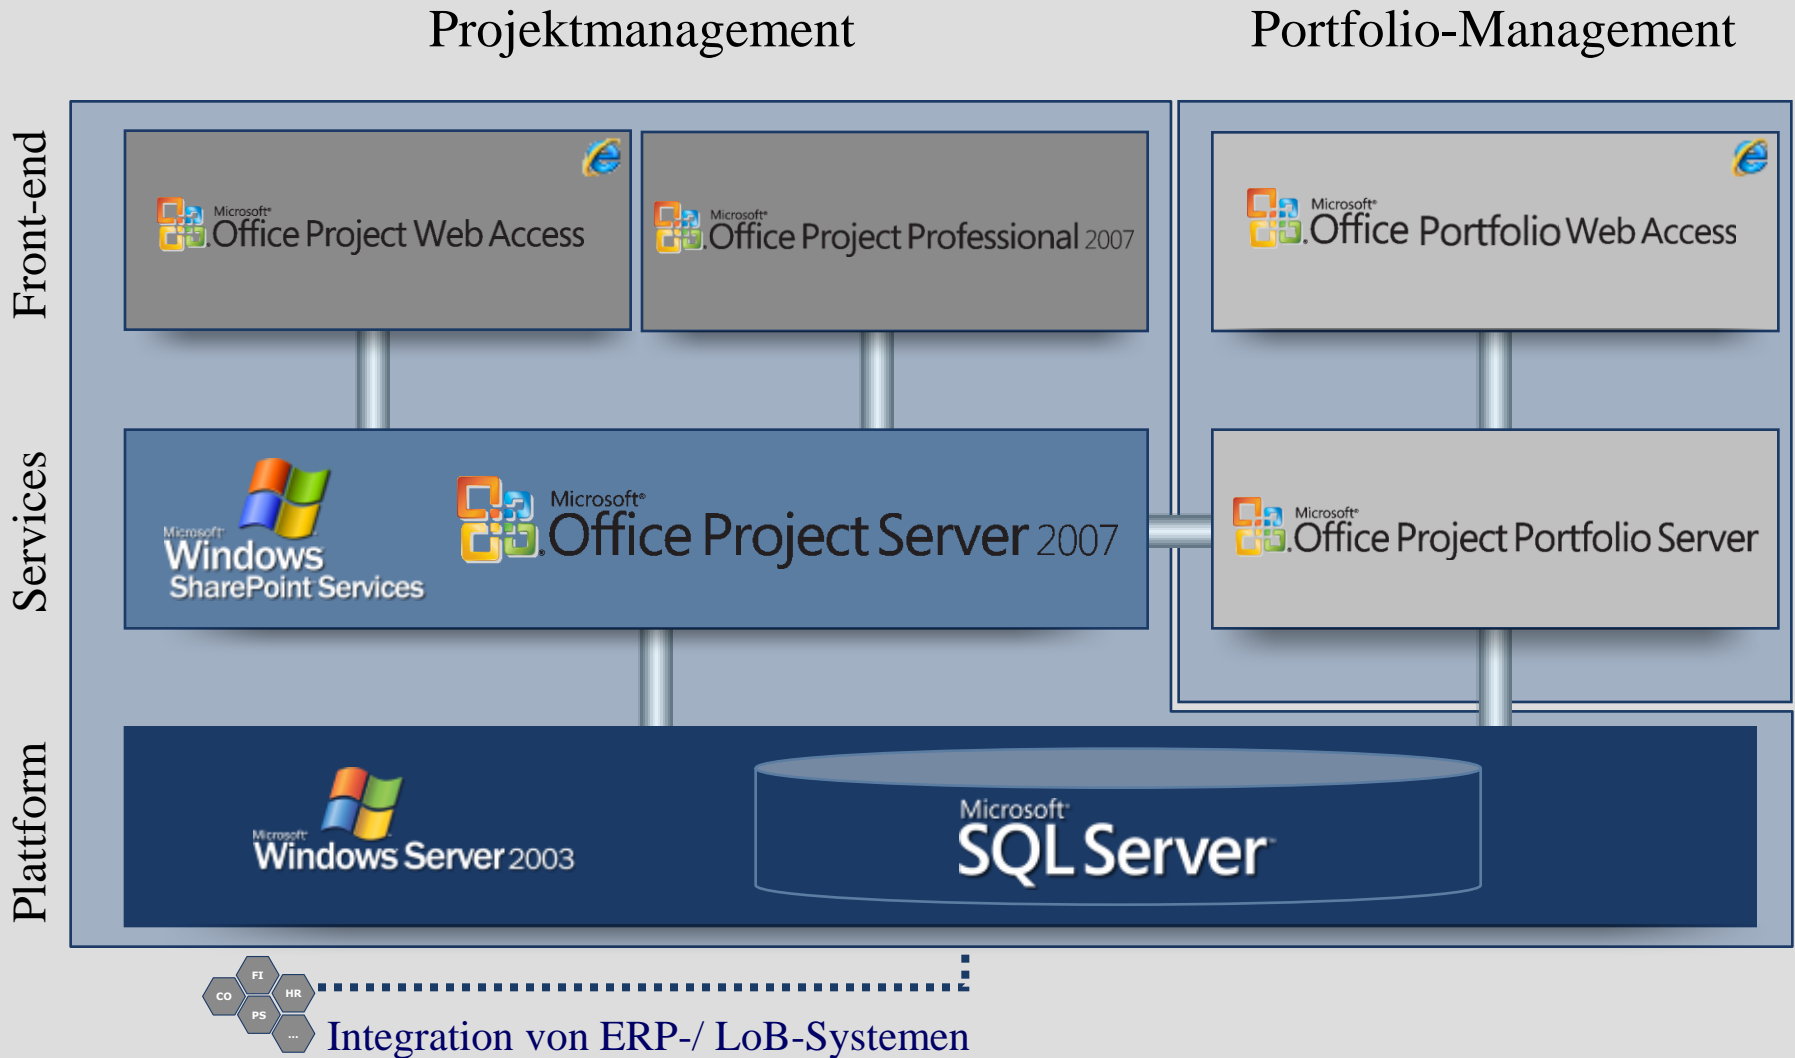 Projektmanagement
Portfolio-Management
Front-end
Microsoft®
Office Project Web Access
Microsoft®
Office Project Professional 2007
Microsoft®
Office Portfolio Web Access
Services
Microsoft®
Windows
SharePoint Services
Microsoft®
Office Project Server 2007
Microsoft®
Office Project Portfolio Server
Plattform
Microsoft®
Windows Server 2003
Microsoft®
SQL Server™
FI
CO
HR
PS
...
Integration von ERP-/ LoB-Systemen